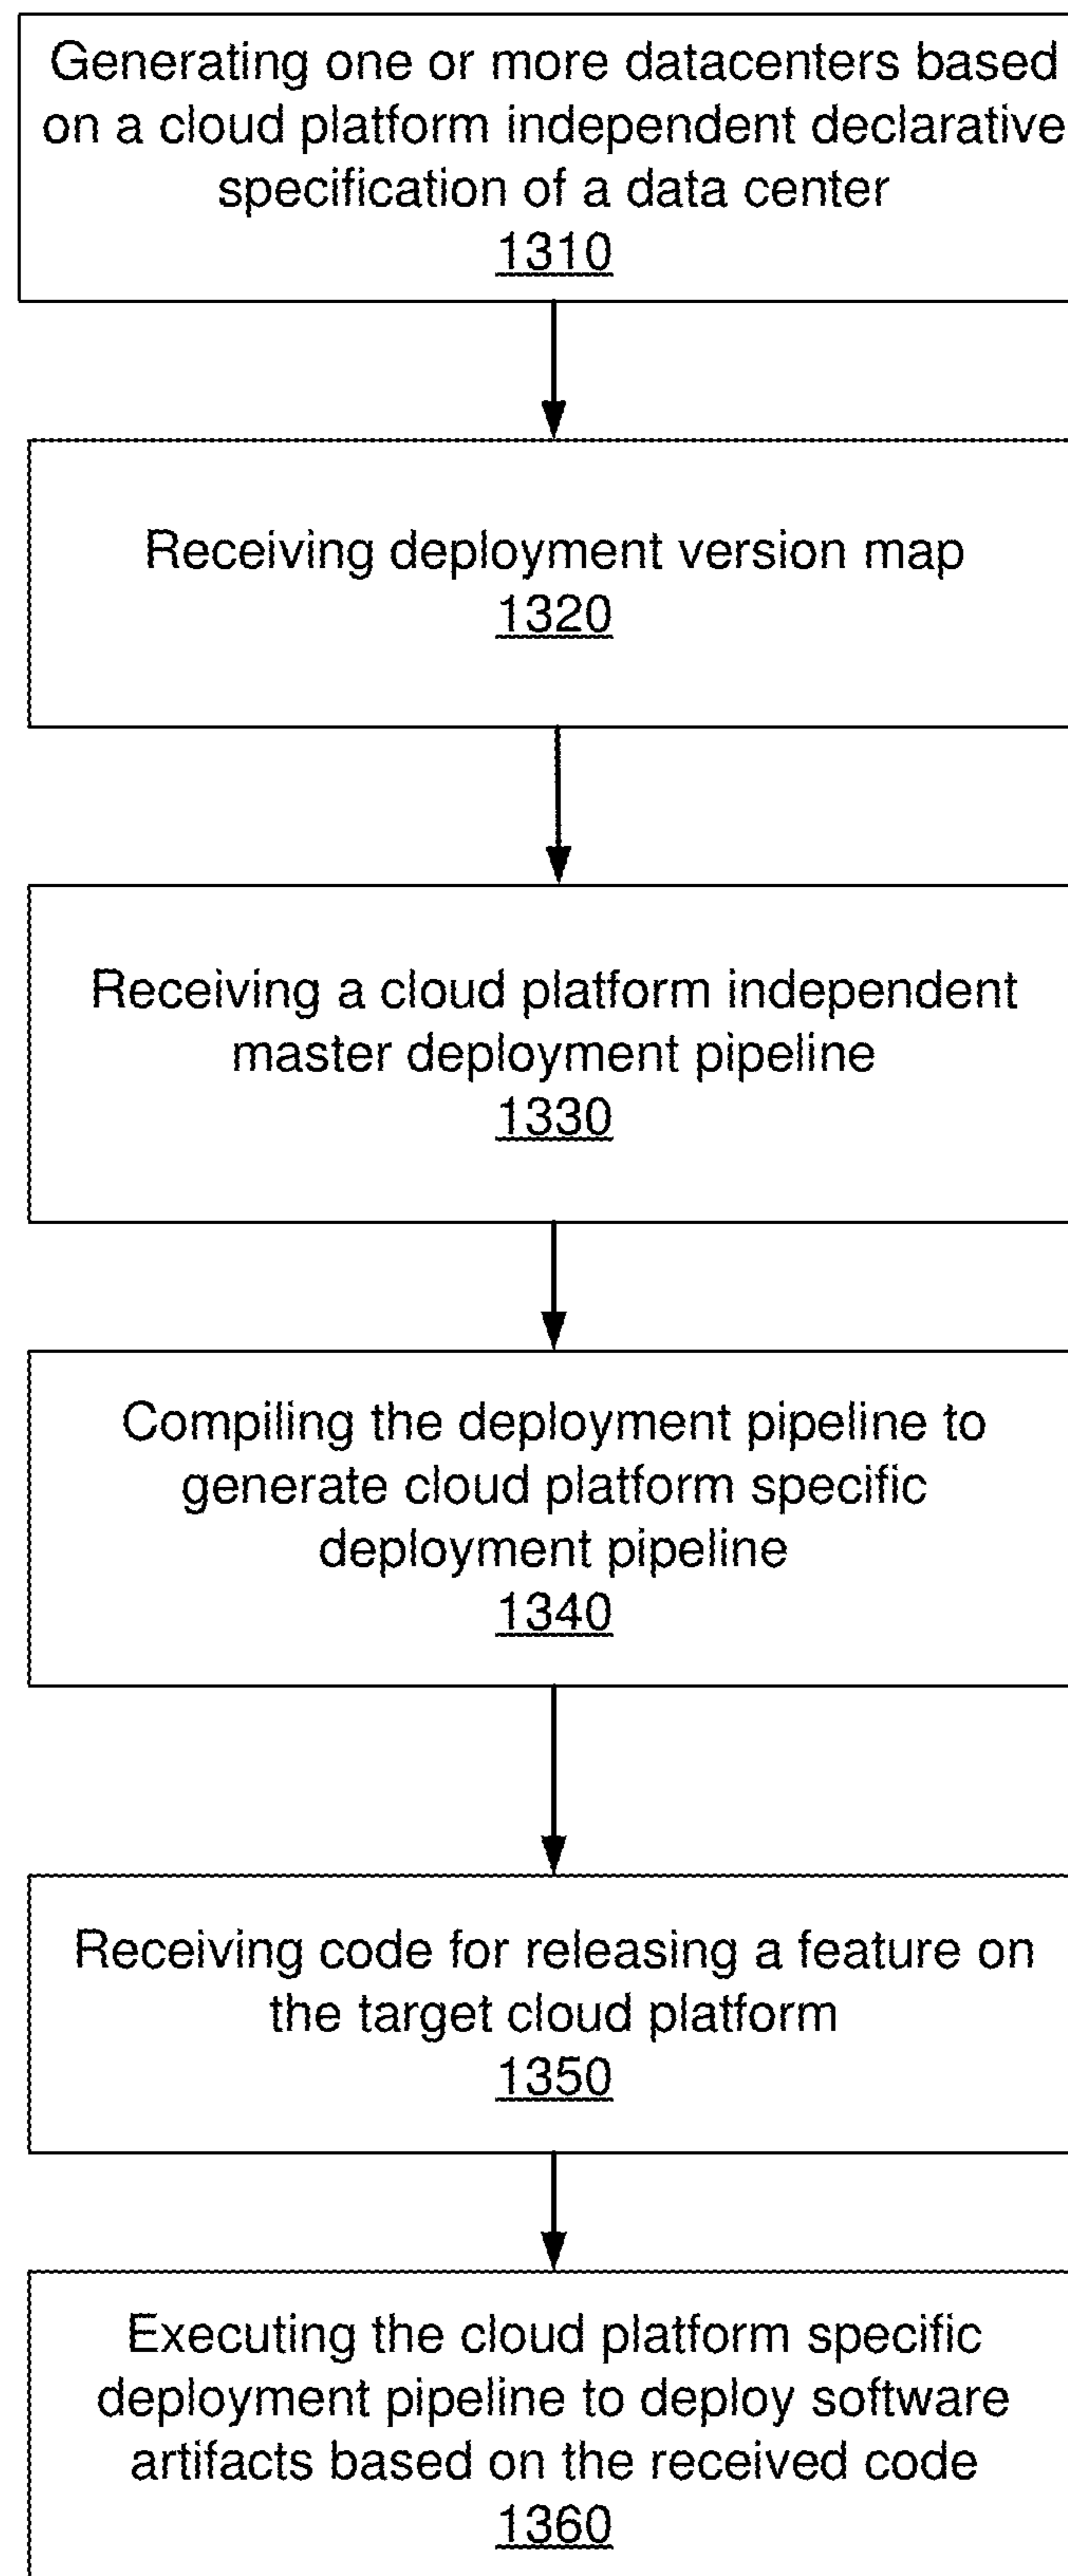 Generating one or more datacenters based
on a cloud platform independent declarative
specification of a data center
1310
Receiving deployment version map
1320
Receiving a cloud platform independent
master deployment pipeline
1330
Compiling the deployment pipeline to
generate cloud platform specific
deployment pipeline
1340
Receiving code for releasing a feature on
the target cloud platform
1350
Executing the cloud platform specific
deployment pipeline to deploy software
artifacts based on the received code
1360